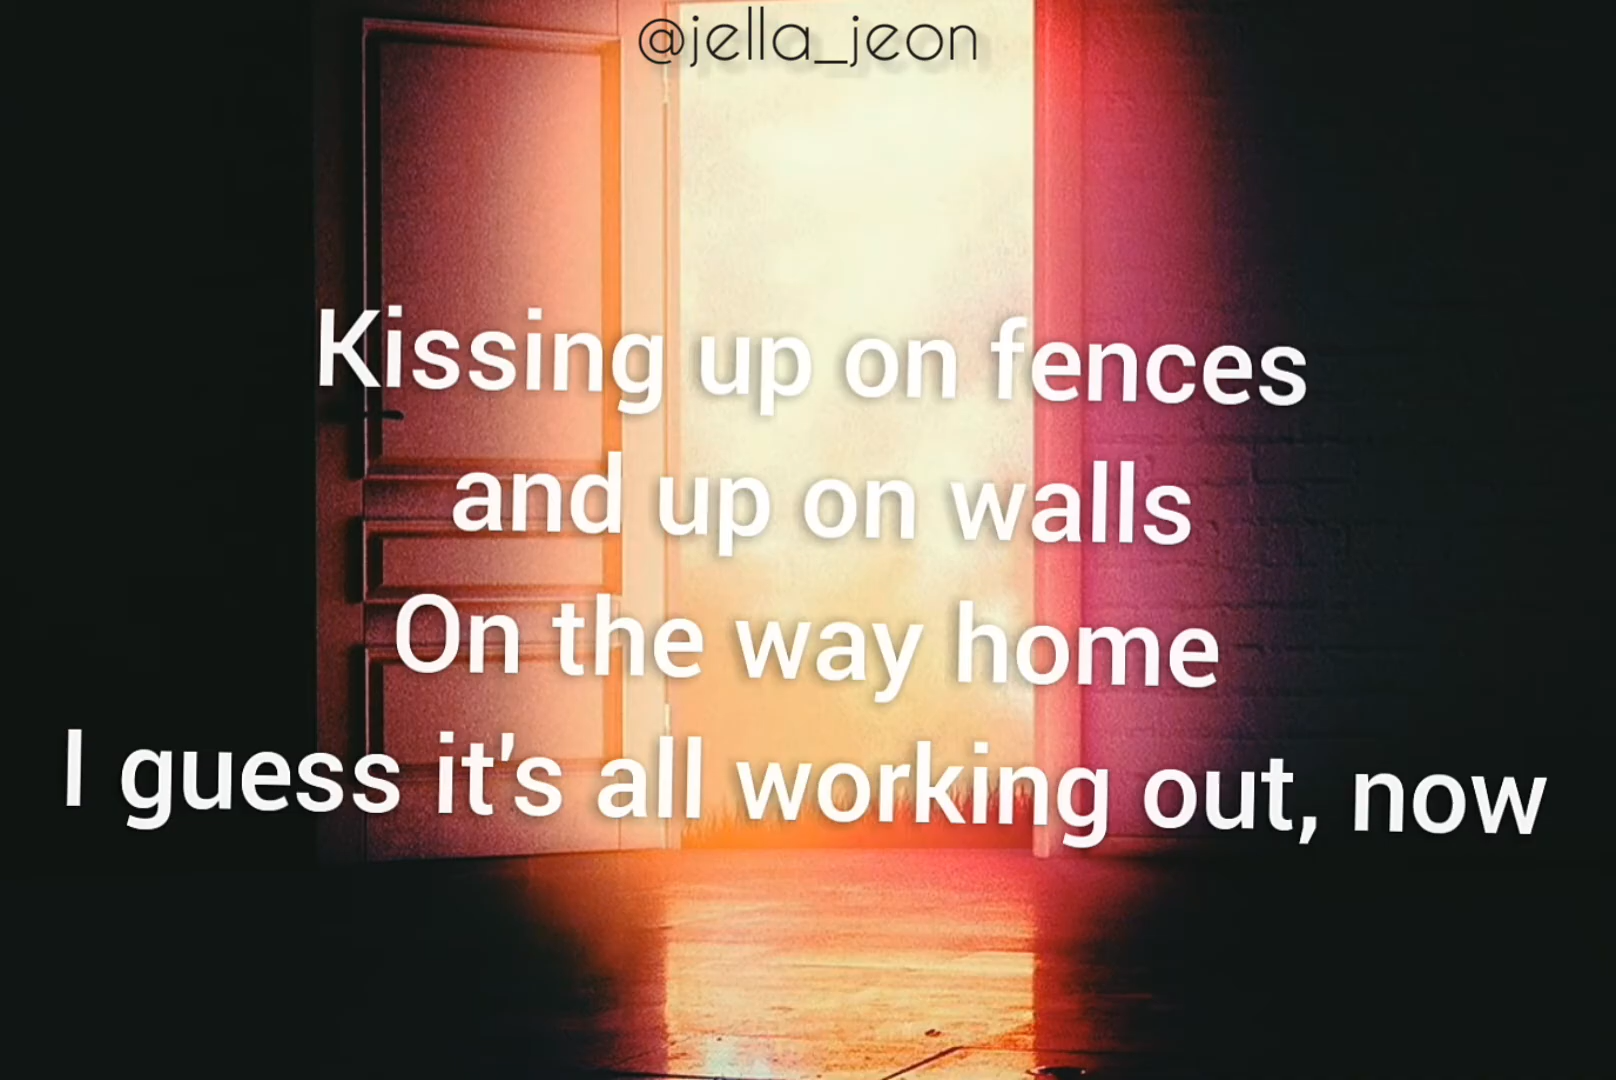 @jella_jeon
Kissing up on fences
and up on walls
On the way home
I guess it's all working out, now